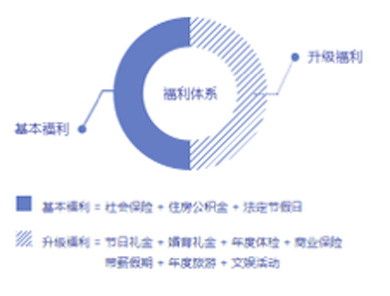 升级福利
福利体系
基本福利
基本福利 = 社会保险 + 住房公积金 + 法定节假日
升级福利 = 节日礼金 + 婚育礼金 + 年度体检 + 商业保险
带薪假期 + 年度旅游 + 文娱活动